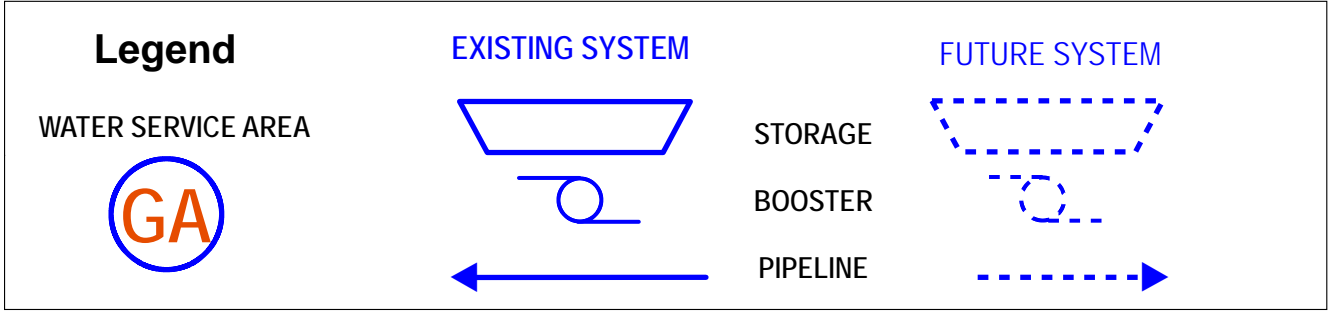 Legend
EXISTING SYSTEM
FUTURE SYSTEM
WATER SERVICE AREA
STORAGE
GA
BOOSTER
PIPELINE